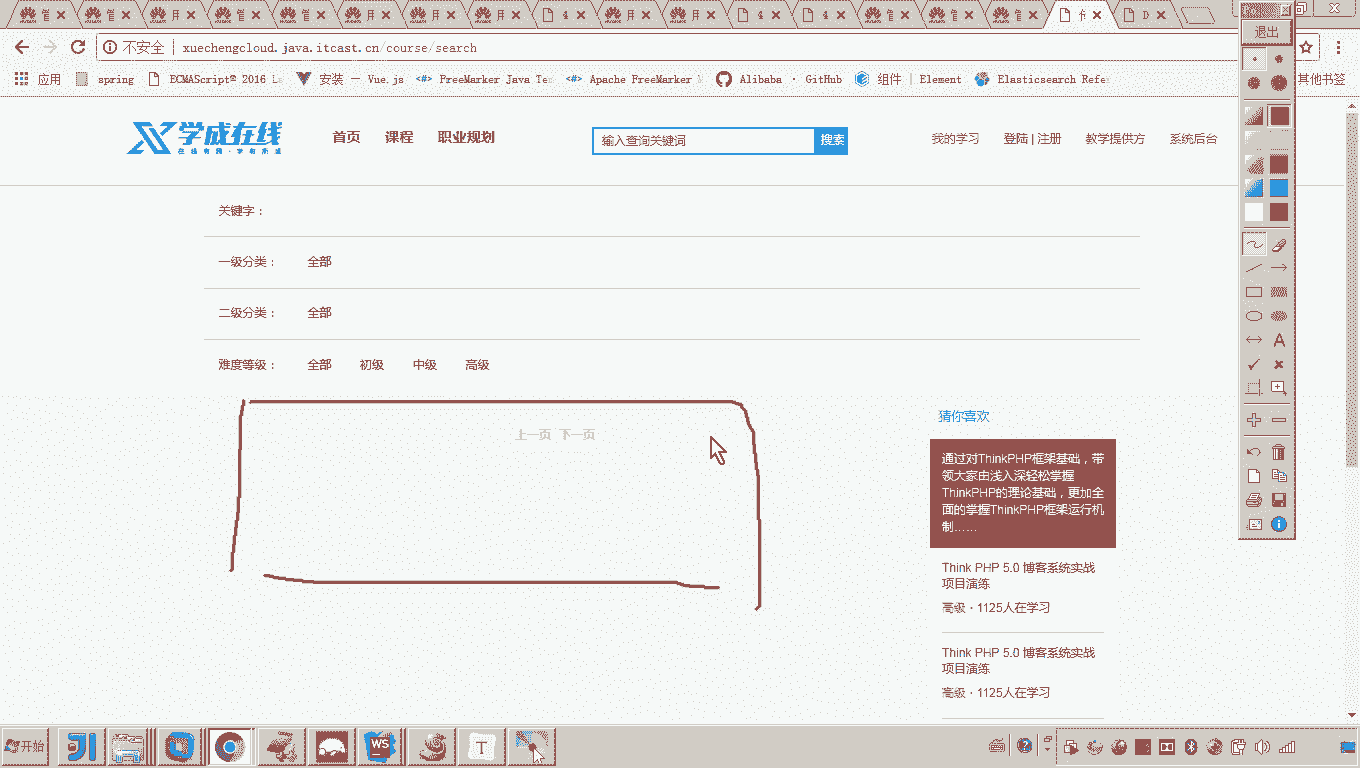 退出
不安全 xuechengcloud.java.itcast.cn/course/search
应用 spring ECMAScript® 2016 安装 — Vue.js FreeMarker Java Te Apache FreeMarker Alibaba · GitHub 组件 | Element Elasticsearch Refe 其他书签
学成在线 首页 课程 职业规划 输入查询关键词 搜索 我的学习 登陆 | 注册 教学提供方 系统后台
关键字：
一级分类： 全部
二级分类： 全部
难度等级： 全部 初级 中级 高级
上一页 下一页
猜你喜欢
通过对ThinkPHP框架基础，带
领大家由浅入深轻松掌握
ThinkPHP的理论基础，更加全
面的掌握ThinkPHP框架运行机
制……
Think PHP 5.0 博客系统实战
项目演练
高级 · 1125人在学习
Think PHP 5.0 博客系统实战
项目演练
高级 · 1125人在学习
开始 WS T